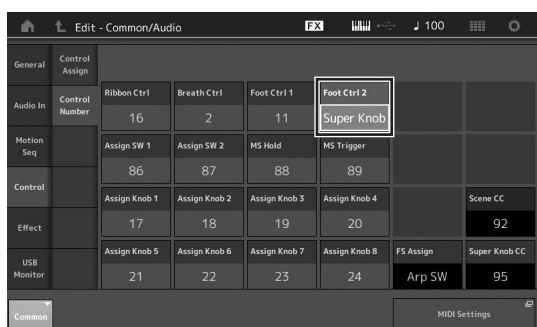 Edit - Common/Audio FX ♩ 100
General Control Assign
Audio In Control Number
Ribbon Ctrl Breath Ctrl Foot Ctrl 1 Foot Ctrl 2
16 2 11 Super Knob
Motion Seq
Assign SW 1 Assign SW 2 MS Hold MS Trigger
86 87 88 89
Control
Assign Knob 1 Assign Knob 2 Assign Knob 3 Assign Knob 4 Scene CC
17 18 19 20 92
Effect
Assign Knob 5 Assign Knob 6 Assign Knob 7 Assign Knob 8 FS Assign Super Knob CC
21 22 23 24 Arp SW 95
USB Monitor
Common MIDI Settings